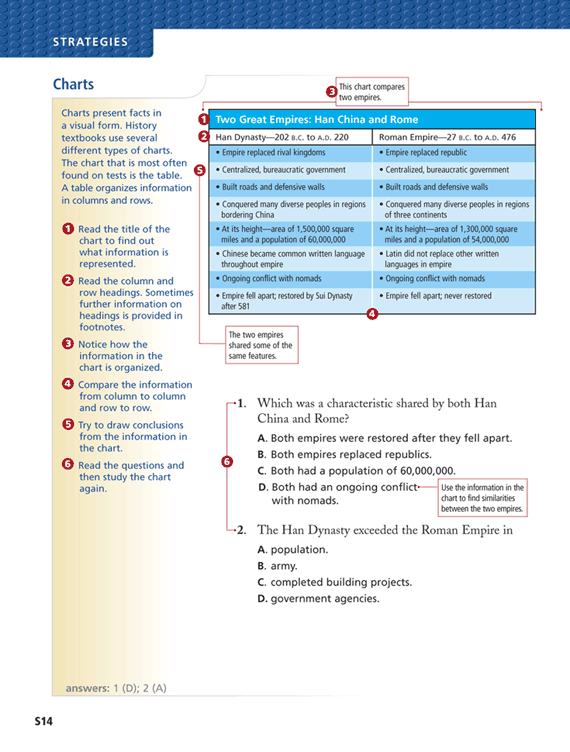 STRATEGIES
Charts
Charts present facts in
a visual form. History
textbooks use several
different types of charts.
The chart that is most often
found on tests is the table.
A table organizes information
in columns and rows.
1 Read the title of the
chart to find out
what information is
represented.
2 Read the column and
row headings. Sometimes
further information on
headings is provided in
footnotes.
3 Notice how the
information in the
chart is organized.
4 Compare the information
from column to column
and row to row.
5 Try to draw conclusions
from the information in
the chart.
6 Read the questions and
then study the chart
again.
3 This chart compares
two empires.
1 Two Great Empires: Han China and Rome
2 Han Dynasty—202 B.C. to A.D. 220 Roman Empire—27 B.C. to A.D. 476
• Empire replaced rival kingdoms • Empire replaced republic
5 • Centralized, bureaucratic government • Centralized, bureaucratic government
• Built roads and defensive walls • Built roads and defensive walls
• Conquered many diverse peoples in regions • Conquered many diverse peoples in regions
bordering China of three continents
• At its height—area of 1,500,000 square • At its height—area of 1,300,000 square
miles and a population of 60,000,000 miles and a population of 54,000,000
• Chinese became common written language • Latin did not replace other written
throughout empire languages in empire
• Ongoing conflict with nomads • Ongoing conflict with nomads
• Empire fell apart; restored by Sui Dynasty • Empire fell apart; never restored
after 581
4
The two empires
shared some of the
same features.
6
1. Which was a characteristic shared by both Han
China and Rome?
A. Both empires were restored after they fell apart.
B. Both empires replaced republics.
C. Both had a population of 60,000,000.
D. Both had an ongoing conflict
with nomads.
Use the information in the
chart to find similarities
between the two empires.
2. The Han Dynasty exceeded the Roman Empire in
A. population.
B. army.
C. completed building projects.
D. government agencies.
answers: 1 (D); 2 (A)
S14